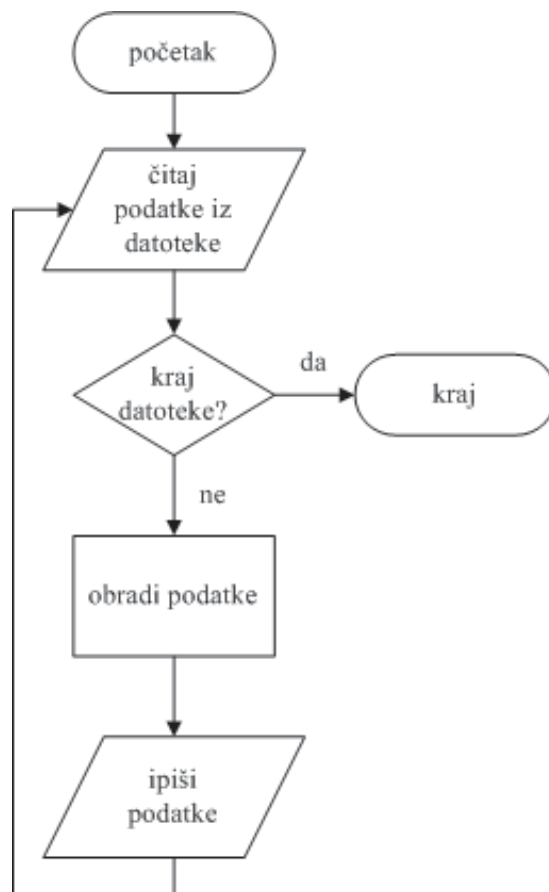 početak
čitaj
podatke iz
datoteke
kraj
datoteke?
da
kraj
ne
obradi podatke
ipiši
podatke